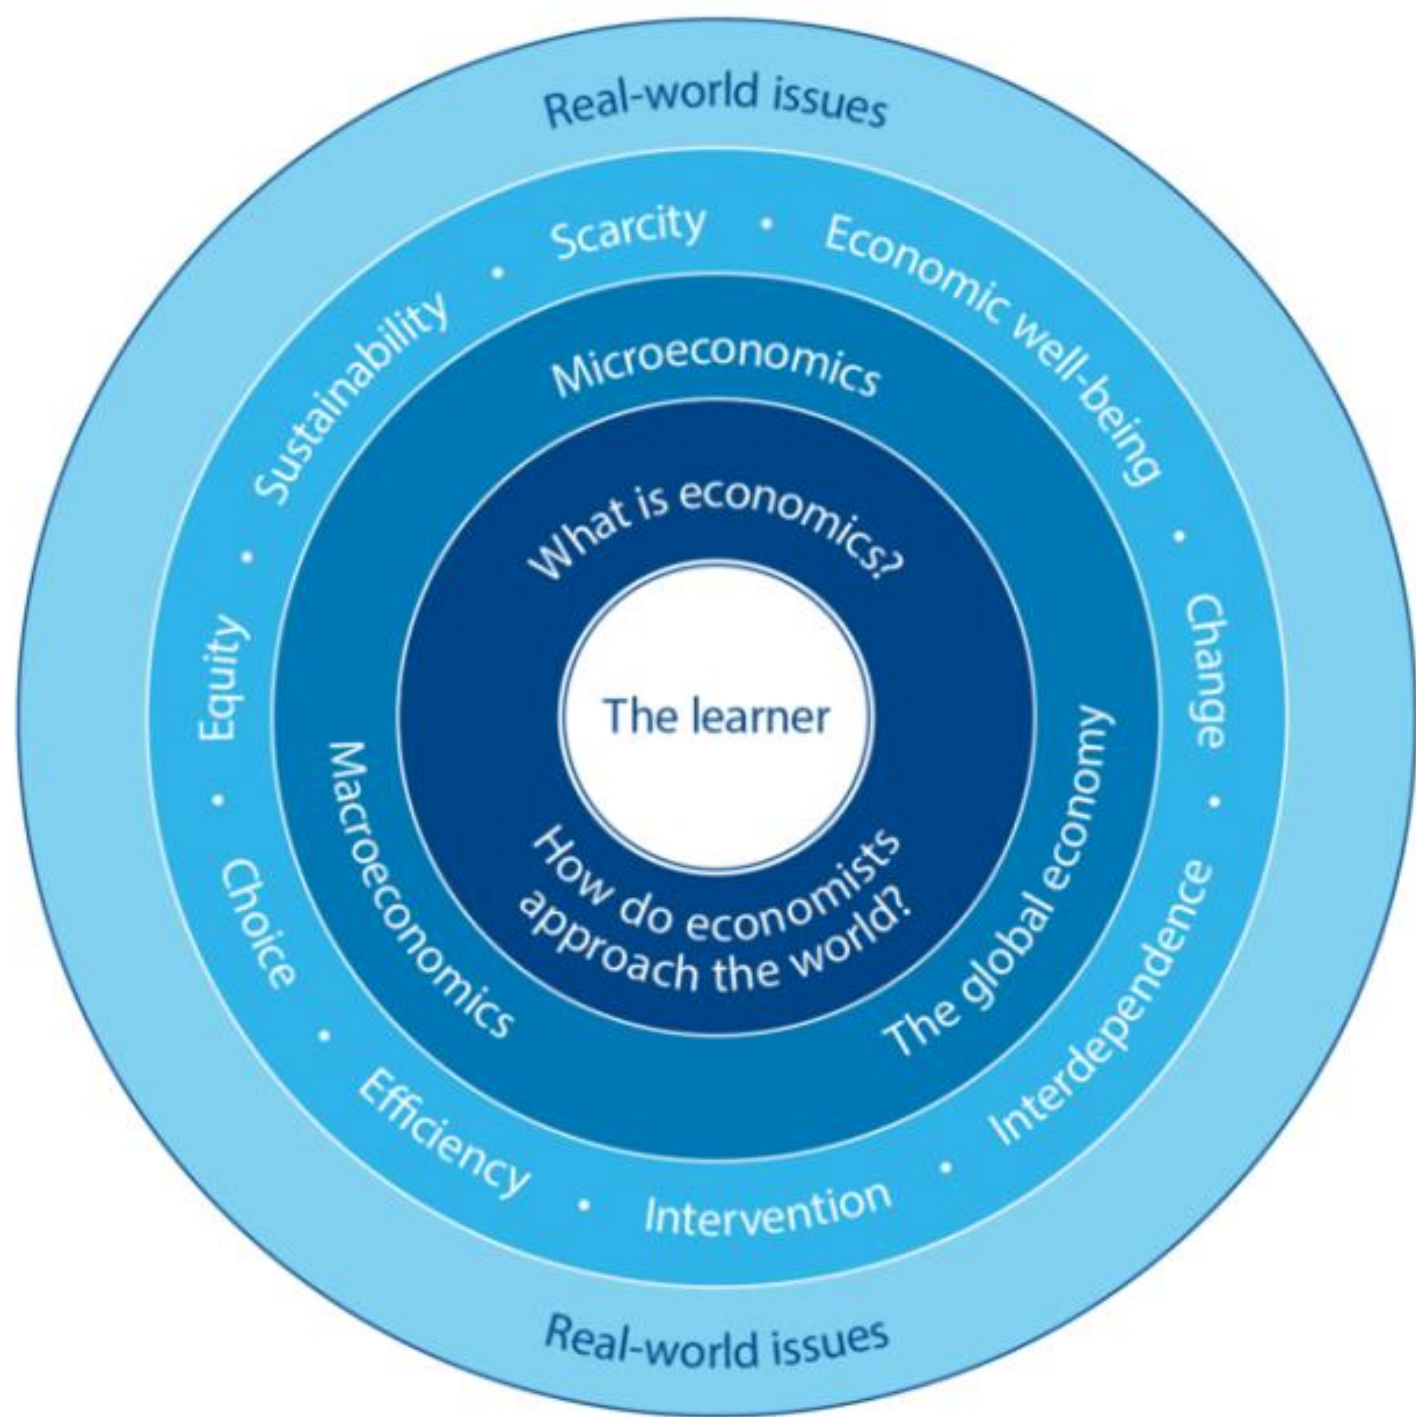 Real-world issues
Scarcity • Economic well-being • Change • Interdependence • Intervention • Efficiency • Choice • Equity • Sustainability •
Microeconomics
The global economy
Macroeconomics
What is economics?
The learner
How do economists
approach the world?
Real-world issues